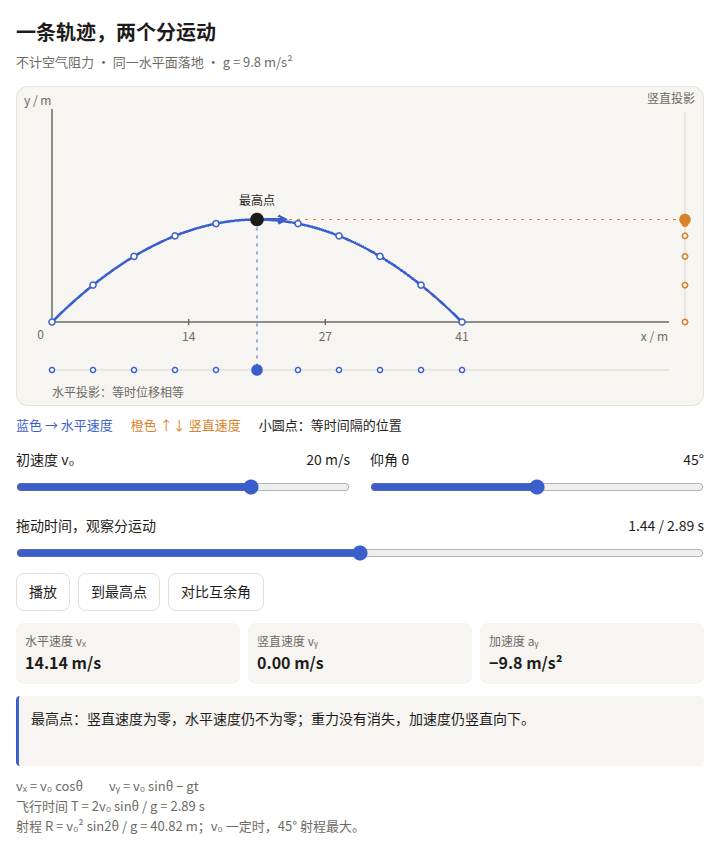 一条轨迹，两个分运动
不计空气阻力 · 同一水平面落地 · g = 9.8 m/s²
y / m
竖直投影
最高点
0
14
27
41
x / m
水平投影：等时位移相等
蓝色 → 水平速度 橙色 ↑↓ 竖直速度 小圆点：等时间隔的位置
初速度 v₀ 20 m/s 仰角 θ 45°
拖动时间，观察分运动 1.44 / 2.89 s
播放 到最高点 对比互余角
水平速度 vₓ 竖直速度 vᵧ 加速度 aᵧ
14.14 m/s 0.00 m/s −9.8 m/s²
最高点：竖直速度为零，水平速度仍不为零；重力没有消失，加速度仍竖直向下。
vₓ = v₀ cosθ vᵧ = v₀ sinθ − gt
飞行时间 T = 2v₀ sinθ / g = 2.89 s
射程 R = v₀² sin2θ / g = 40.82 m；v₀ 一定时，45° 射程最大。